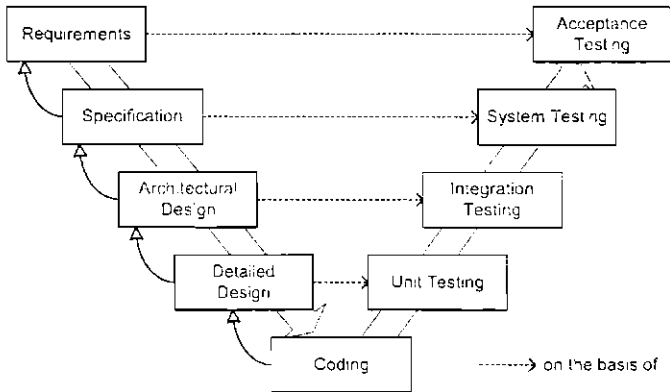 Requirements
Acceptance
Testing
Specification
System Testing
Architectural
Design
Integration
Testing
Detailed
Design
Unit Testing
Coding
on the basis of